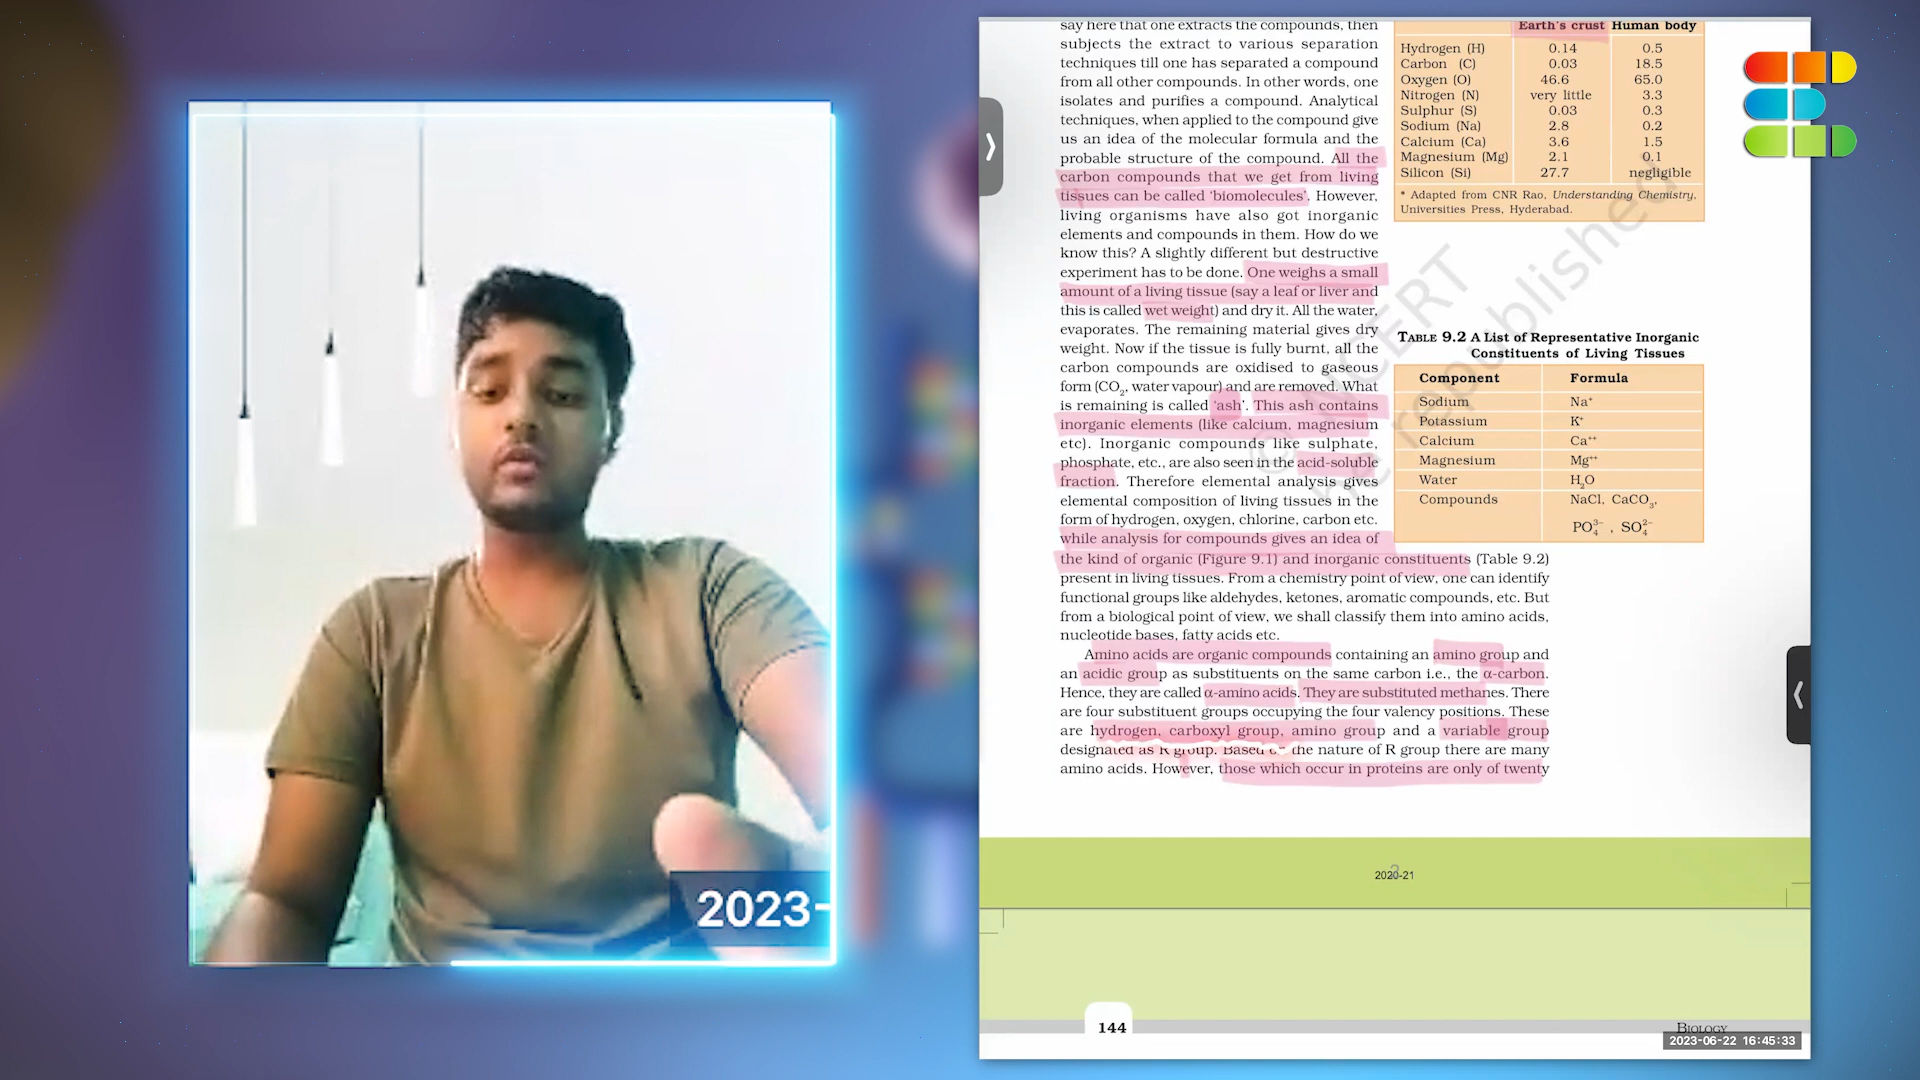 2023-
say here that one extracts the compounds, then
subjects the extract to various separation
techniques till one has separated a compound
from all other compounds. In other words, one
isolates and purifies a compound. Analytical
techniques, when applied to the compound give
us an idea of the molecular formula and the
probable structure of the compound. All the
carbon compounds that we get from living
tissues can be called ‘biomolecules’. However,
living organisms have also got inorganic
elements and compounds in them. How do we
know this? A slightly different but destructive
experiment has to be done. One weighs a small
amount of a living tissue (say a leaf or liver and
this is called wet weight) and dry it. All the water,
evaporates. The remaining material gives dry
weight. Now if the tissue is fully burnt, all the
carbon compounds are oxidised to gaseous
form (CO₂, water vapour) and are removed. What
is remaining is called ‘ash’. This ash contains
inorganic elements (like calcium, magnesium
etc). Inorganic compounds like sulphate,
phosphate, etc., are also seen in the acid-soluble
fraction. Therefore elemental analysis gives
elemental composition of living tissues in the
form of hydrogen, oxygen, chlorine, carbon etc.
while analysis for compounds gives an idea of
the kind of organic (Figure 9.1) and inorganic constituents (Table 9.2)
present in living tissues. From a chemistry point of view, one can identify
functional groups like aldehydes, ketones, aromatic compounds, etc. But
from a biological point of view, we shall classify them into amino acids,
nucleotide bases, fatty acids etc.
Amino acids are organic compounds containing an amino group and
an acidic group as substituents on the same carbon i.e., the α-carbon.
Hence, they are called α-amino acids. They are substituted methanes. There
are four substituent groups occupying the four valency positions. These
are hydrogen, carboxyl group, amino group and a variable group
designated as R group. Based on the nature of R group there are many
amino acids. However, those which occur in proteins are only of twenty
Earth's crust Human body
Hydrogen (H) 0.14 0.5
Carbon (C) 0.03 18.5
Oxygen (O) 46.6 65.0
Nitrogen (N) very little 3.3
Sulphur (S) 0.03 0.3
Sodium (Na) 2.8 0.2
Calcium (Ca) 3.6 1.5
Magnesium (Mg) 2.1 0.1
Silicon (Si) 27.7 negligible
* Adapted from CNR Rao, Understanding Chemistry,
Universities Press, Hyderabad.
TABLE 9.2 A List of Representative Inorganic
Constituents of Living Tissues
Component Formula
Sodium Na⁺
Potassium K⁺
Calcium Ca⁺⁺
Magnesium Mg⁺⁺
Water H₂O
Compounds NaCl, CaCO₃,
PO₄³⁻ , SO₄²⁻
© NCERT
be republished
2020-21
144
BIOLOGY
2023-06-22 16:45:33